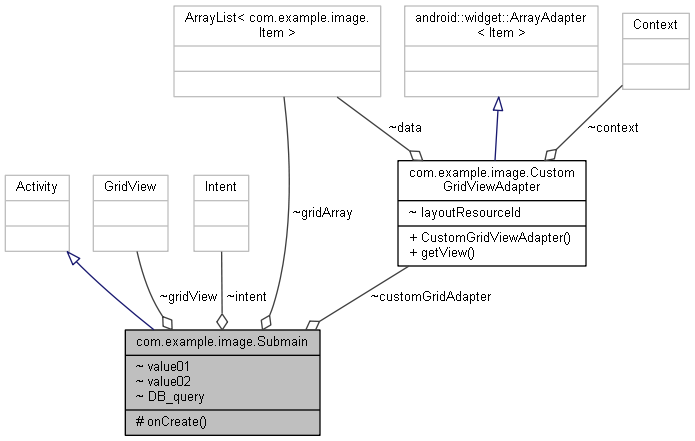 ArrayList< com.example.image.
Item >
android::widget::ArrayAdapter
< Item >
Context
~data
~context
Activity
GridView
Intent
com.example.image.Custom
GridViewAdapter
~ layoutResourceId
+ CustomGridViewAdapter()
+ getView()
~gridArray
~gridView
~intent
~customGridAdapter
com.example.image.Submain
~ value01
~ value02
~ DB_query
# onCreate()